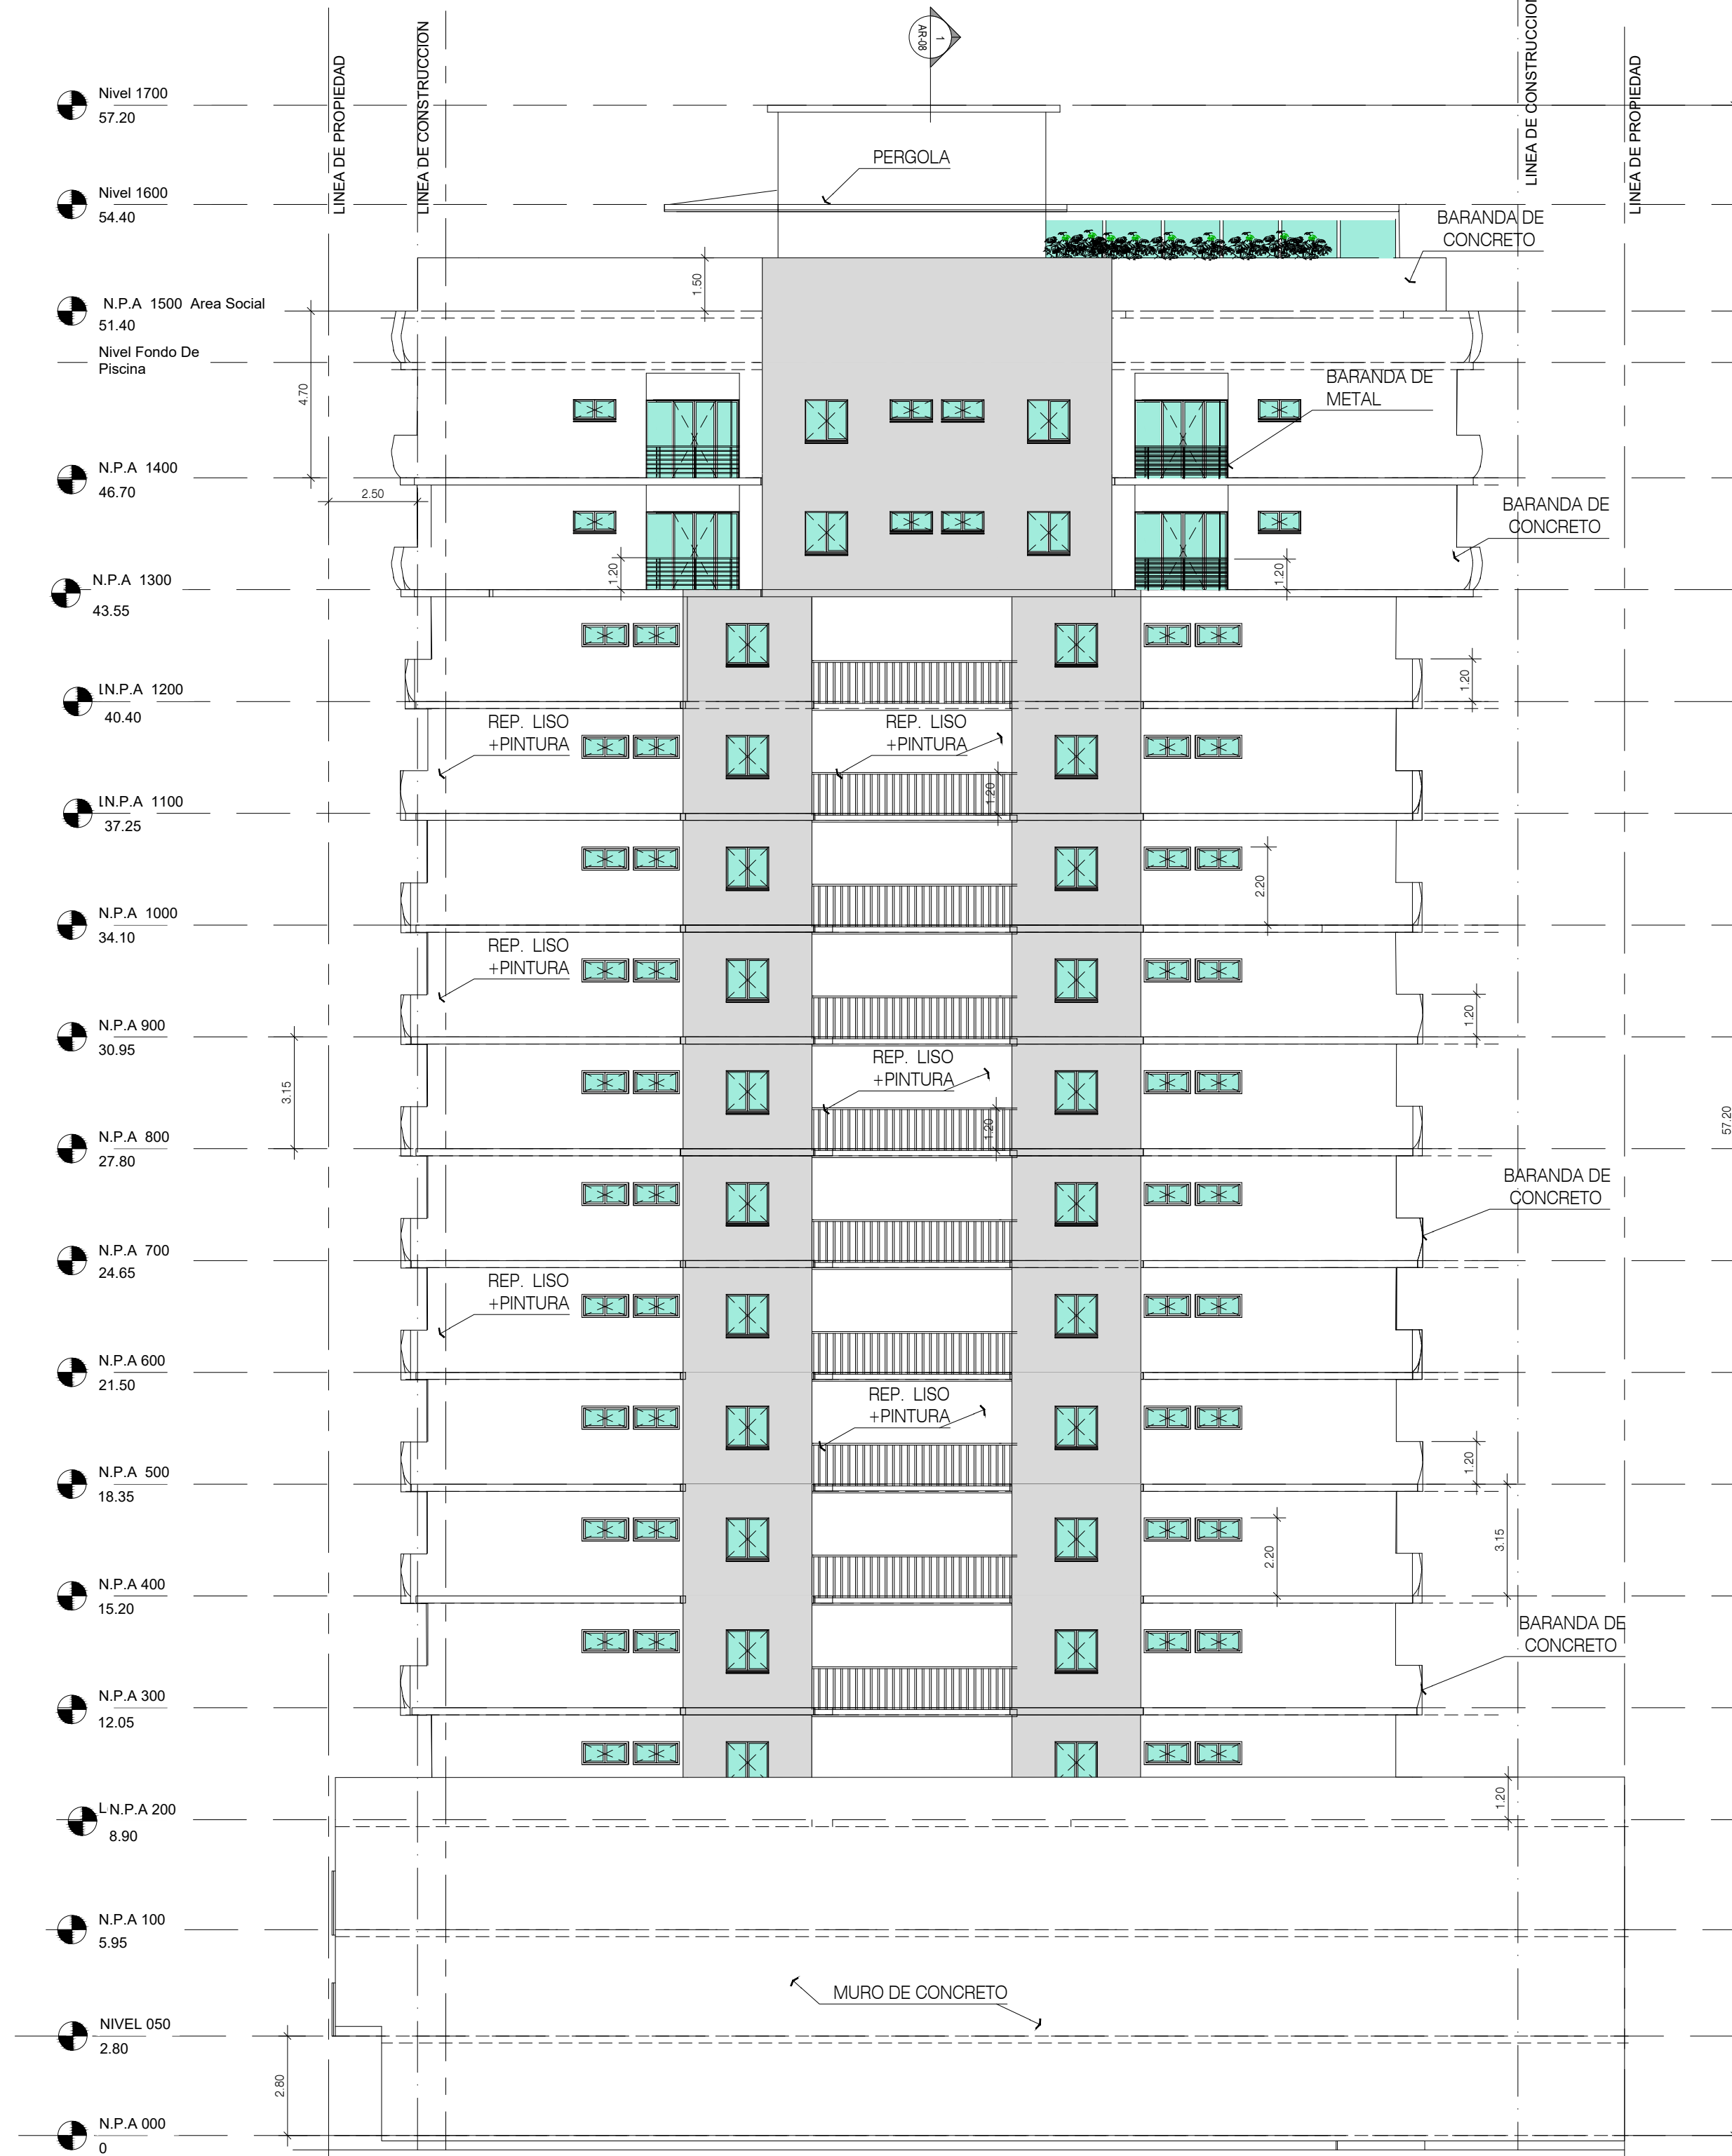 1
AR-08
LINEA DE PROPIEDAD
LINEA DE CONSTRUCCION
LINEA DE CONSTRUCCION
LINEA DE PROPIEDAD
Nivel 1700
57.20
PERGOLA
Nivel 1600
54.40
BARANDA DE
CONCRETO
1.50
N.P.A 1500 Area Social
51.40
Nivel Fondo De
Piscina
4.70
BARANDA DE
METAL
N.P.A 1400
46.70
2.50
BARANDA DE
CONCRETO
1.20
1.20
N.P.A 1300
43.55
1.20
N.P.A 1200
40.40
REP. LISO
+PINTURA
REP. LISO
+PINTURA
1.20
N.P.A 1100
37.25
2.20
N.P.A 1000
34.10
REP. LISO
+PINTURA
1.20
N.P.A 900
30.95
3.15
REP. LISO
+PINTURA
1.20
57.20
N.P.A 800
27.80
BARANDA DE
CONCRETO
N.P.A 700
24.65
REP. LISO
+PINTURA
N.P.A 600
21.50
REP. LISO
+PINTURA
1.20
N.P.A 500
18.35
2.20
3.15
N.P.A 400
15.20
BARANDA DE
CONCRETO
N.P.A 300
12.05
1.20
N.P.A 200
8.90
N.P.A 100
5.95
MURO DE CONCRETO
NIVEL 050
2.80
2.80
N.P.A 000
0